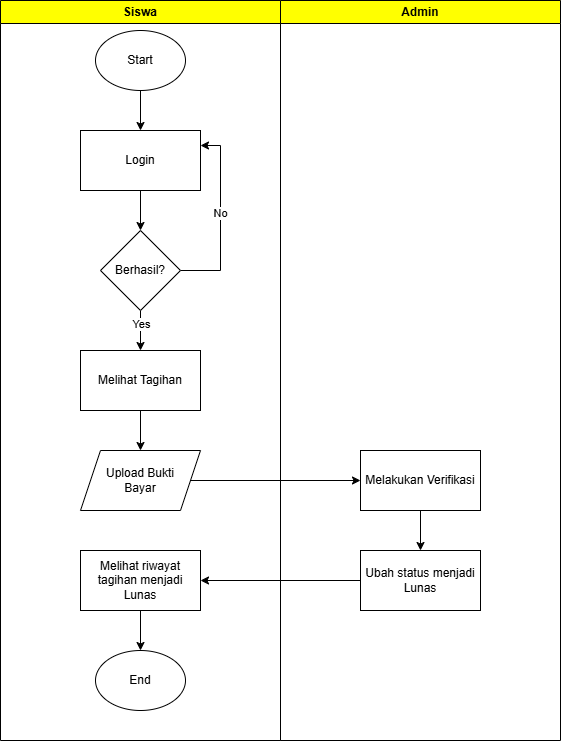 Siswa
Admin
Start
Login
No
Berhasil?
Yes
Melihat Tagihan
Upload Bukti
Bayar
Melakukan Verifikasi
Ubah status menjadi
Lunas
Melihat riwayat
tagihan menjadi
Lunas
End